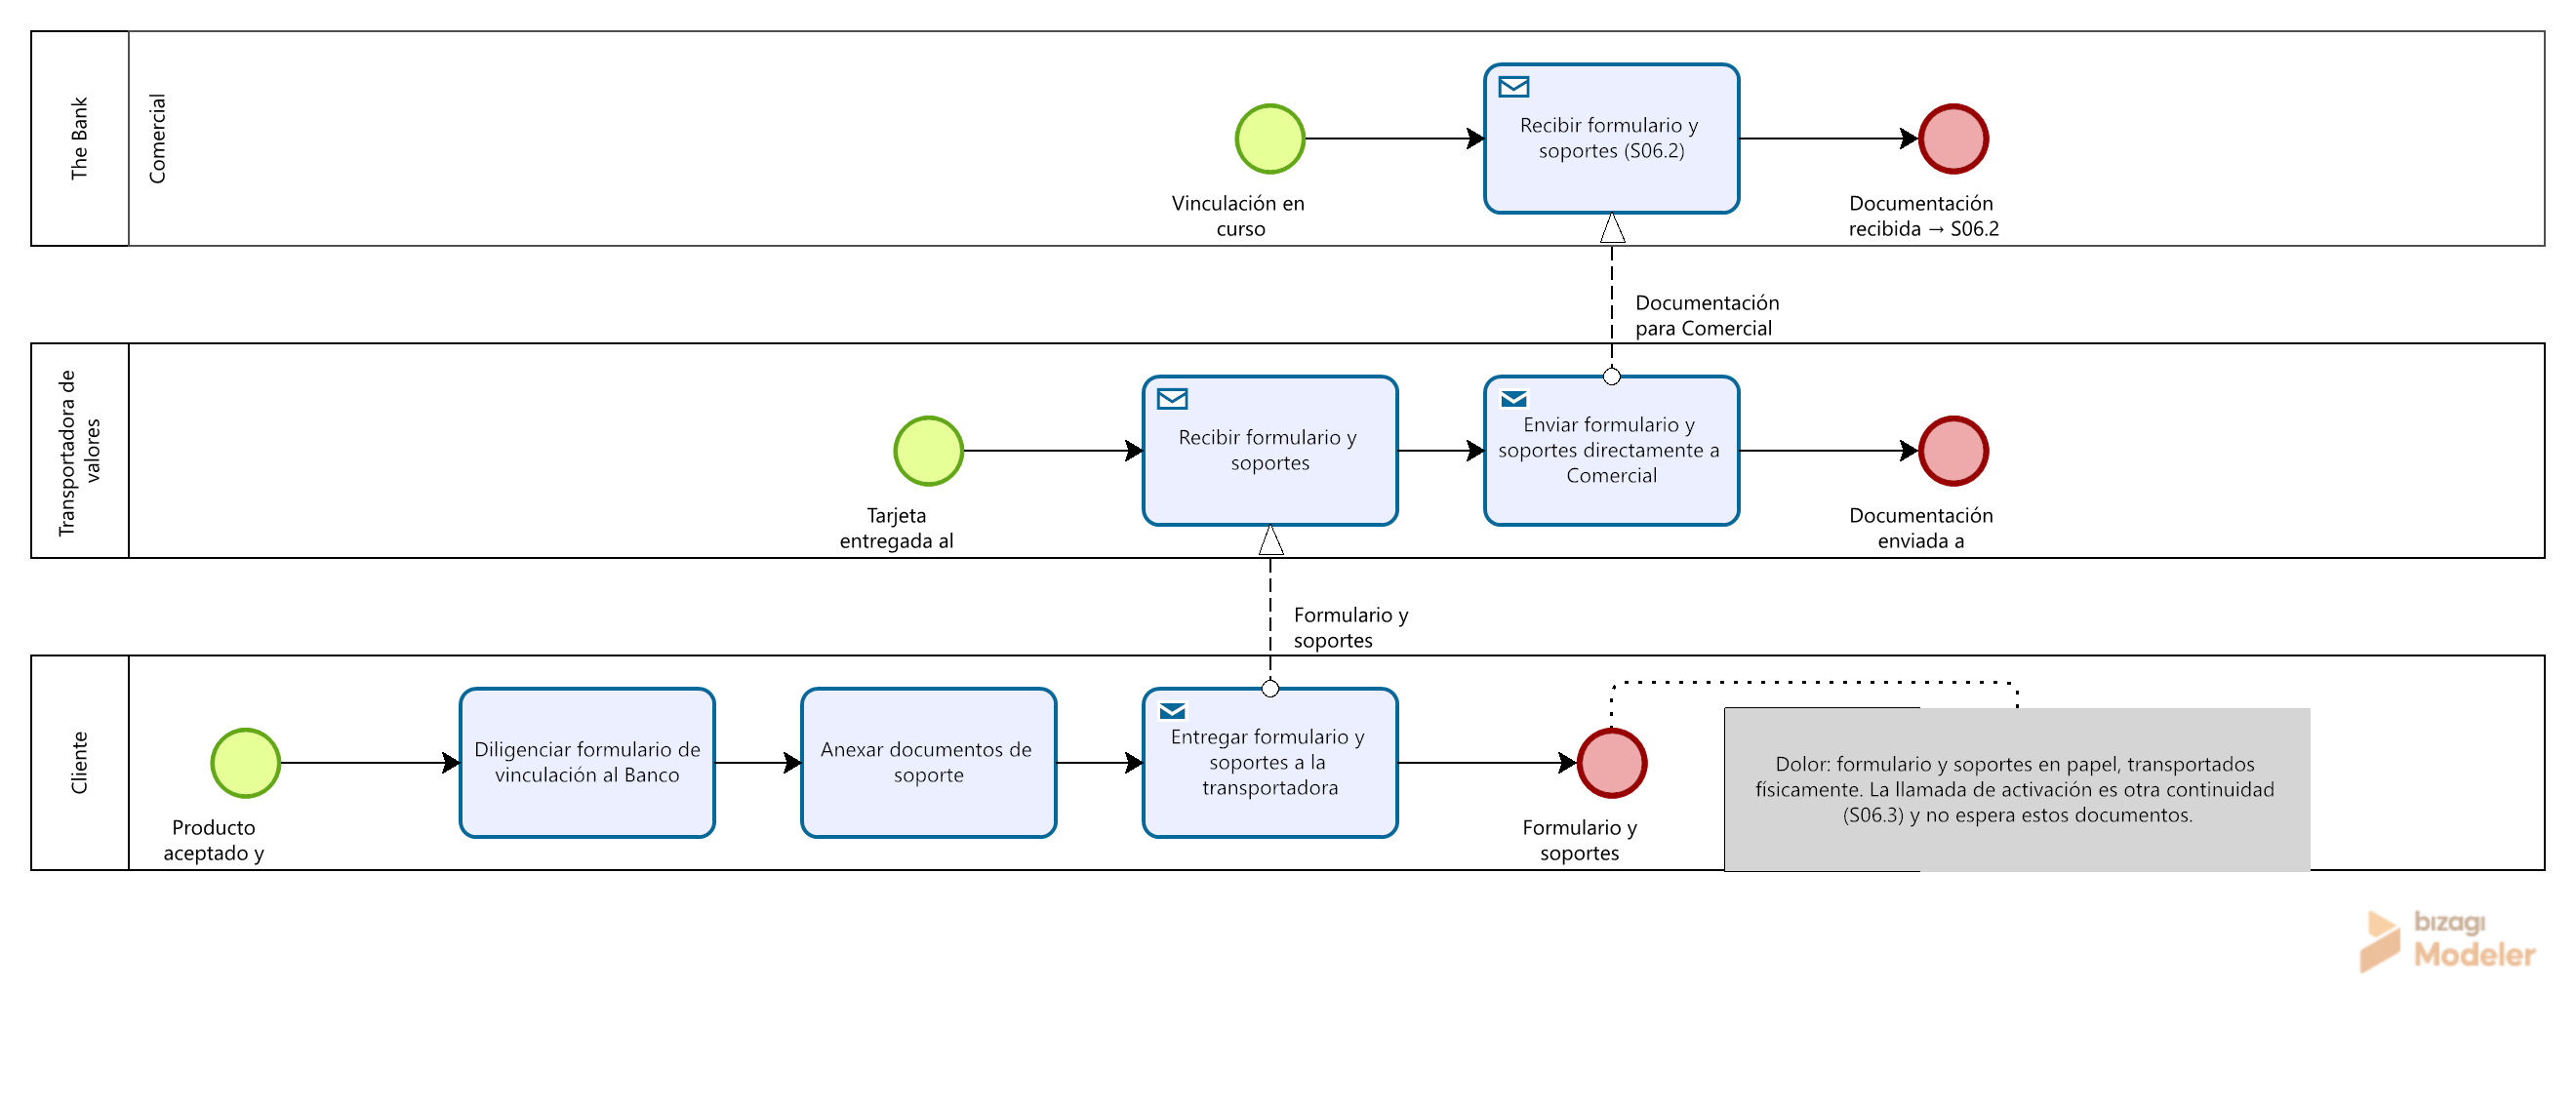 The Bank
Comercial
Recibir formulario y
soportes (S06.2)
Vinculación en
curso
Documentación
recibida → S06.2
Documentación
para Comercial
Transportadora de
valores
Recibir formulario y
soportes
Enviar formulario y
soportes directamente a
Comercial
Tarjeta
entregada al
Documentación
enviada a
Formulario y
soportes
Cliente
Diligenciar formulario de
vinculación al Banco
Anexar documentos de
soporte
Entregar formulario y
soportes a la
transportadora
Producto
aceptado y
Formulario y
soportes
Dolor: formulario y soportes en papel, transportados
físicamente. La llamada de activación es otra continuidad
(S06.3) y no espera estos documentos.
bizagi
Modeler